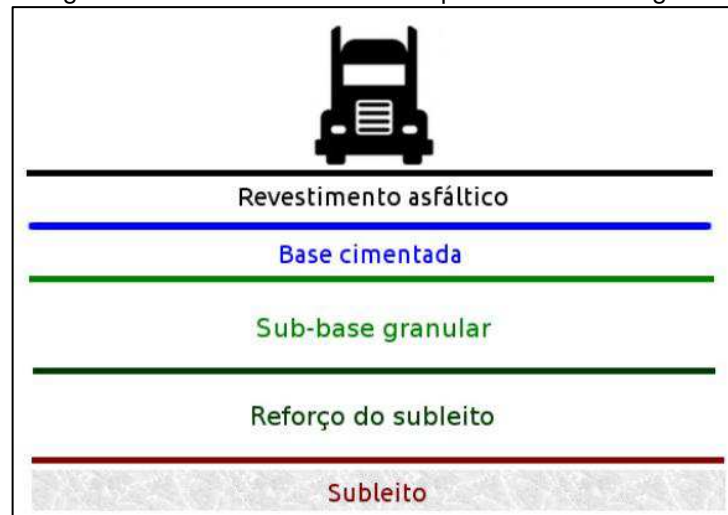 Revestimento asfáltico
Base cimentada
Sub-base granular
Reforço do subleito
Subleito